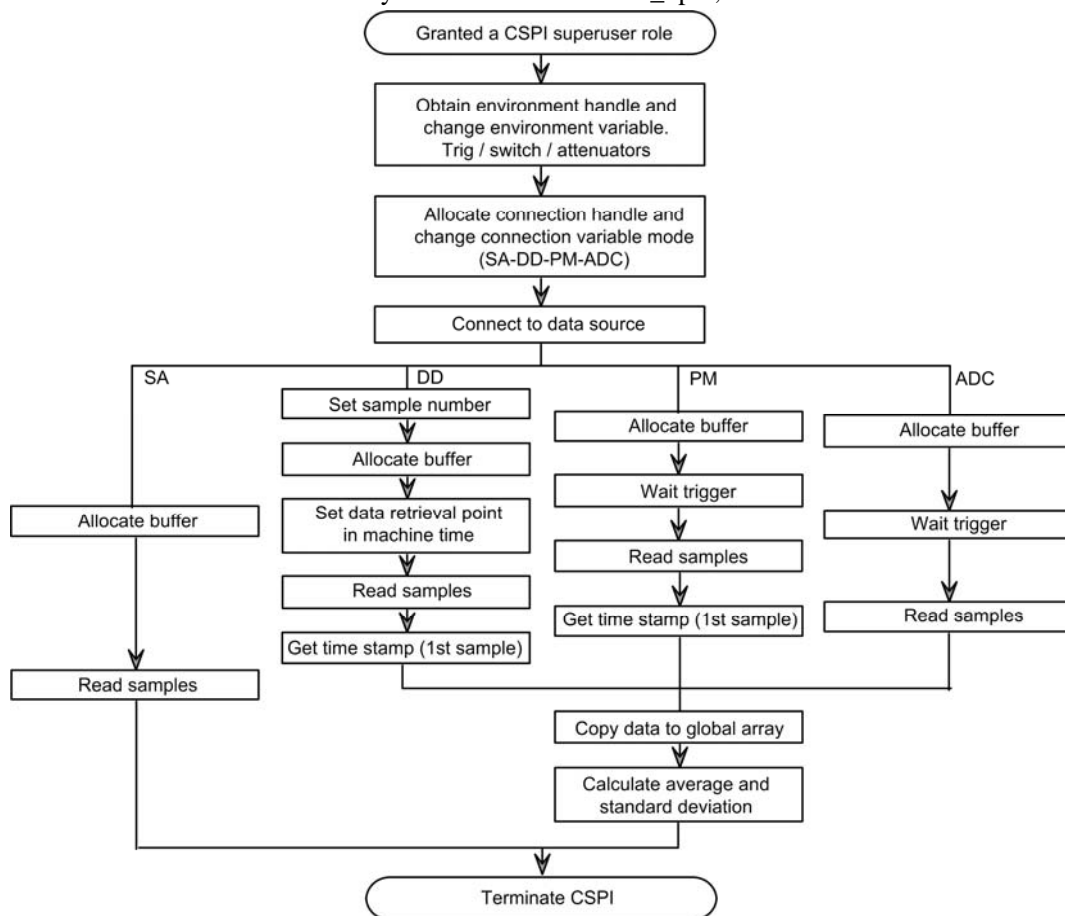 Granted a CSPI superuser role
Obtain environment handle and
change environment variable.
Trig / switch / attenuators
Allocate connection handle and
change connection variable mode
(SA-DD-PM-ADC)
Connect to data source
SA
DD
PM
ADC
Set sample number
Allocate buffer
Set data retrieval point
in machine time
Read samples
Get time stamp (1st sample)
Allocate buffer
Wait trigger
Read samples
Get time stamp (1st sample)
Allocate buffer
Wait trigger
Read samples
Allocate buffer
Read samples
Copy data to global array
Calculate average and
standard deviation
Terminate CSPI